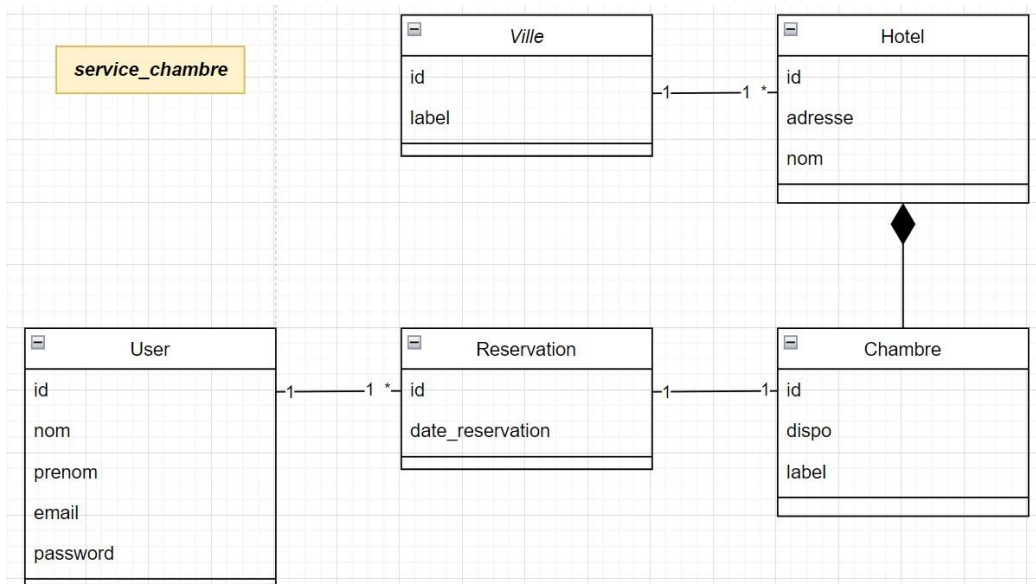 service_chambre
Ville
id
label
1
1 *
Hotel
id
adresse
nom
User
id
nom
prenom
email
password
1
1 *
Reservation
id
date_reservation
1
1
Chambre
id
dispo
label